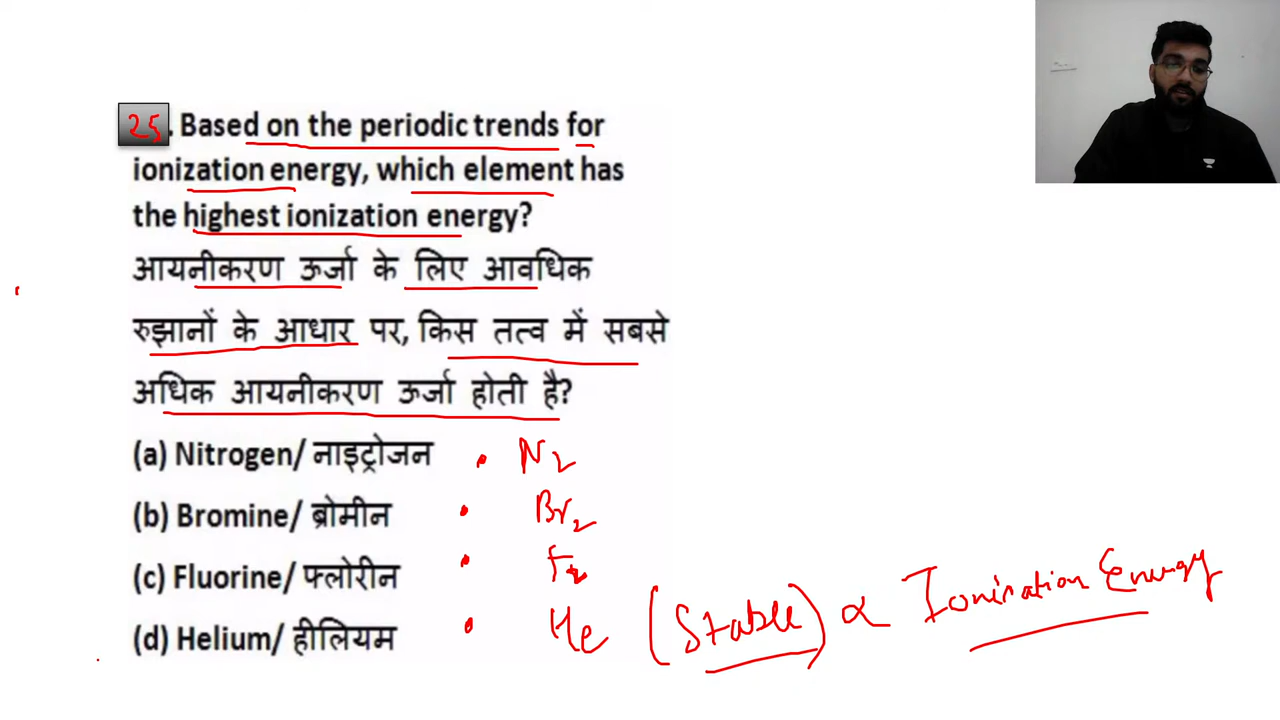 25. Based on the periodic trends for
ionization energy, which element has
the highest ionization energy?
आयनीकरण ऊर्जा के लिए आवधिक
रुझानों के आधार पर, किस तत्व में सबसे
अधिक आयनीकरण ऊर्जा होती है?
(a) Nitrogen/ नाइट्रोजन • N2
(b) Bromine/ ब्रोमीन • Br2
(c) Fluorine/ फ्लोरीन • F2
(d) Helium/ हीलियम • He (Stable) ∝ Ionisation Energy